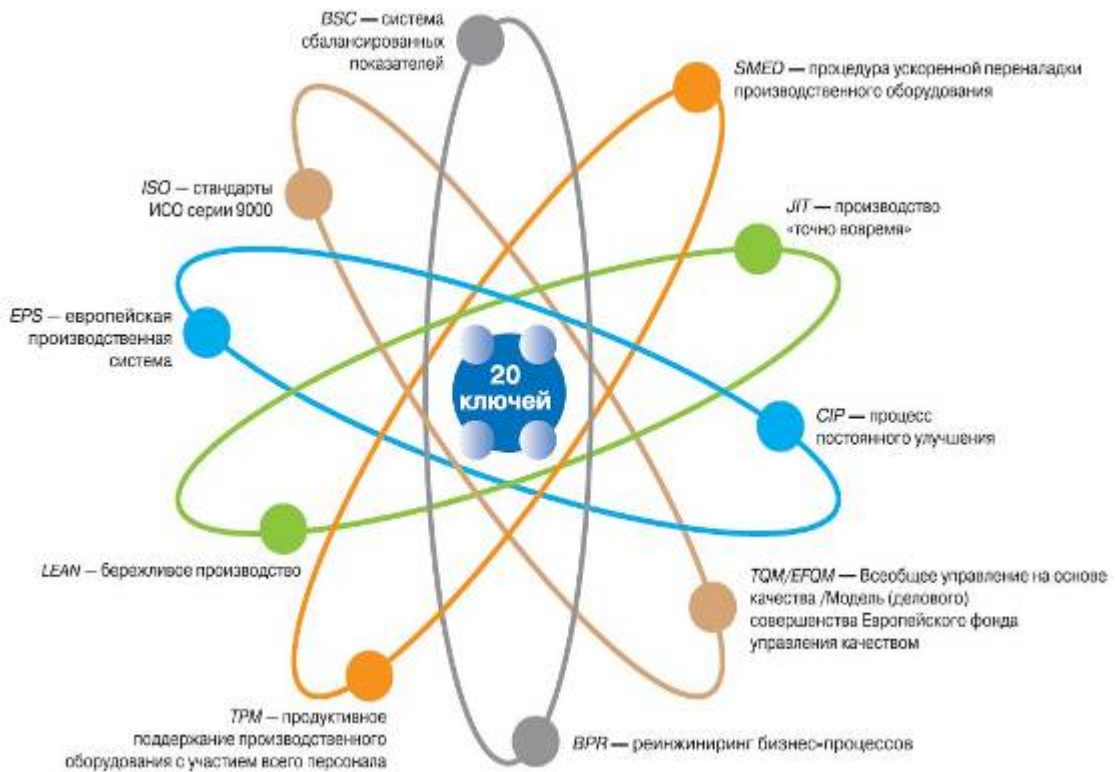 BSC — система
сбалансированных
показателей
SMED — процедура ускоренной переналадки
производственного оборудования
ISO — стандарты
ИСО серии 9000
JIT — производство
«точно вовремя»
EPS — европейская
производственная
система
20
ключей
CIP — процесс
постоянного улучшения
LEAN — бережливое производство
TQM/EFQM — Всеобщее управление на основе
качества /Модель (делового)
совершенства Европейского фонда
управления качеством
TPM — продуктивное
поддержание производственного
оборудования с участием всего персонала
BPR — реинжиниринг бизнес-процессов